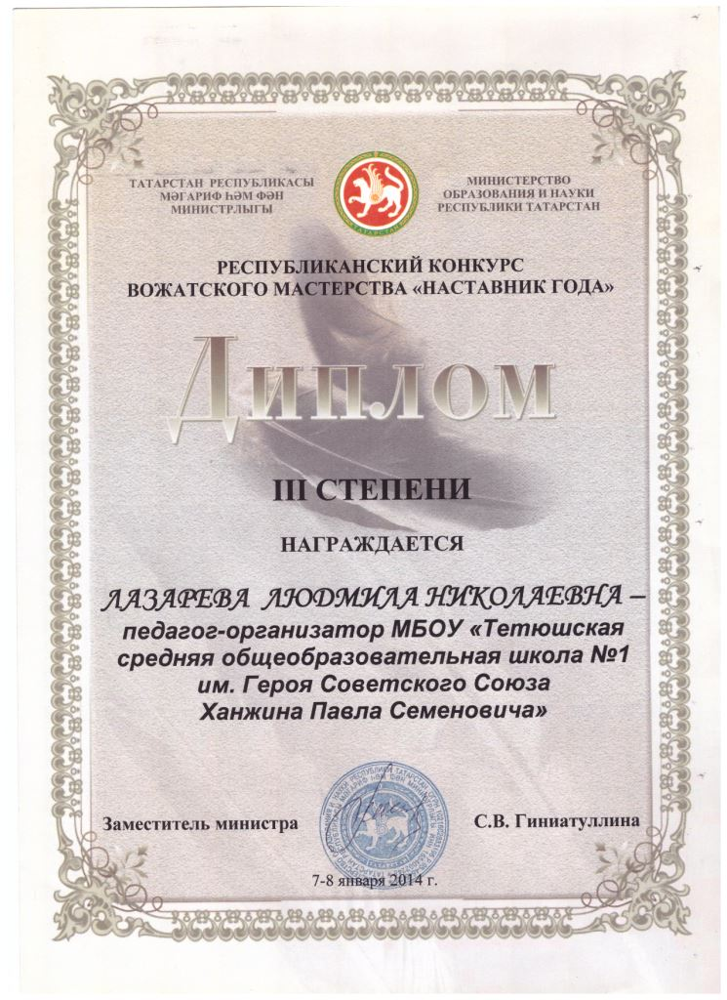 ТАТАРСТАН РЕСПУБЛИКАСЫ
МӘГАРИФ ҺӘМ ФӘН
МИНИСТРЛЫГЫ
МИНИСТЕРСТВО
ОБРАЗОВАНИЯ И НАУКИ
РЕСПУБЛИКИ ТАТАРСТАН
ТАТАРСТАН
РЕСПУБЛИКАНСКИЙ КОНКУРС
ВОЖАТСКОГО МАСТЕРСТВА «НАСТАВНИК ГОДА»
Диплом
III СТЕПЕНИ
НАГРАЖДАЕТСЯ
ЛАЗАРЕВА ЛЮДМИЛА НИКОЛАЕВНА –
педагог-организатор МБОУ «Тетюшская
средняя общеобразовательная школа №1
им. Героя Советского Союза
Ханжина Павла Семеновича»
Заместитель министра
С.В. Гиниатуллина
7-8 января 2014 г.